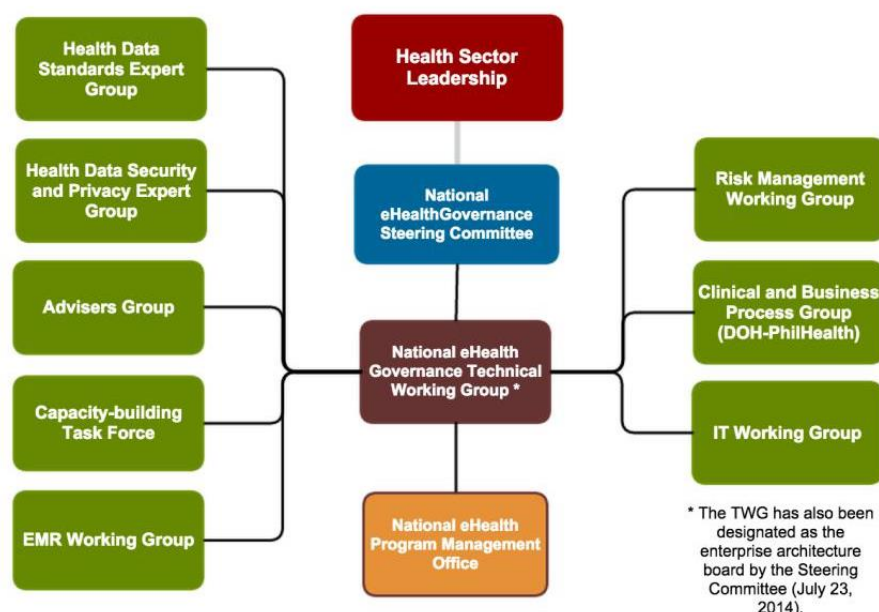 Health Data
Standards Expert
Group
Health Data Security
and Privacy Expert
Group
Advisers Group
Capacity-building
Task Force
EMR Working Group
Health Sector
Leadership
National
eHealthGovernance
Steering Committee
National eHealth
Governance Technical
Working Group *
National eHealth
Program Management
Office
Risk Management
Working Group
Clinical and Business
Process Group
(DOH-PhilHealth)
IT Working Group
* The TWG has also been
designated as the
enterprise architecture
board by the Steering
Committee (July 23,
2014).